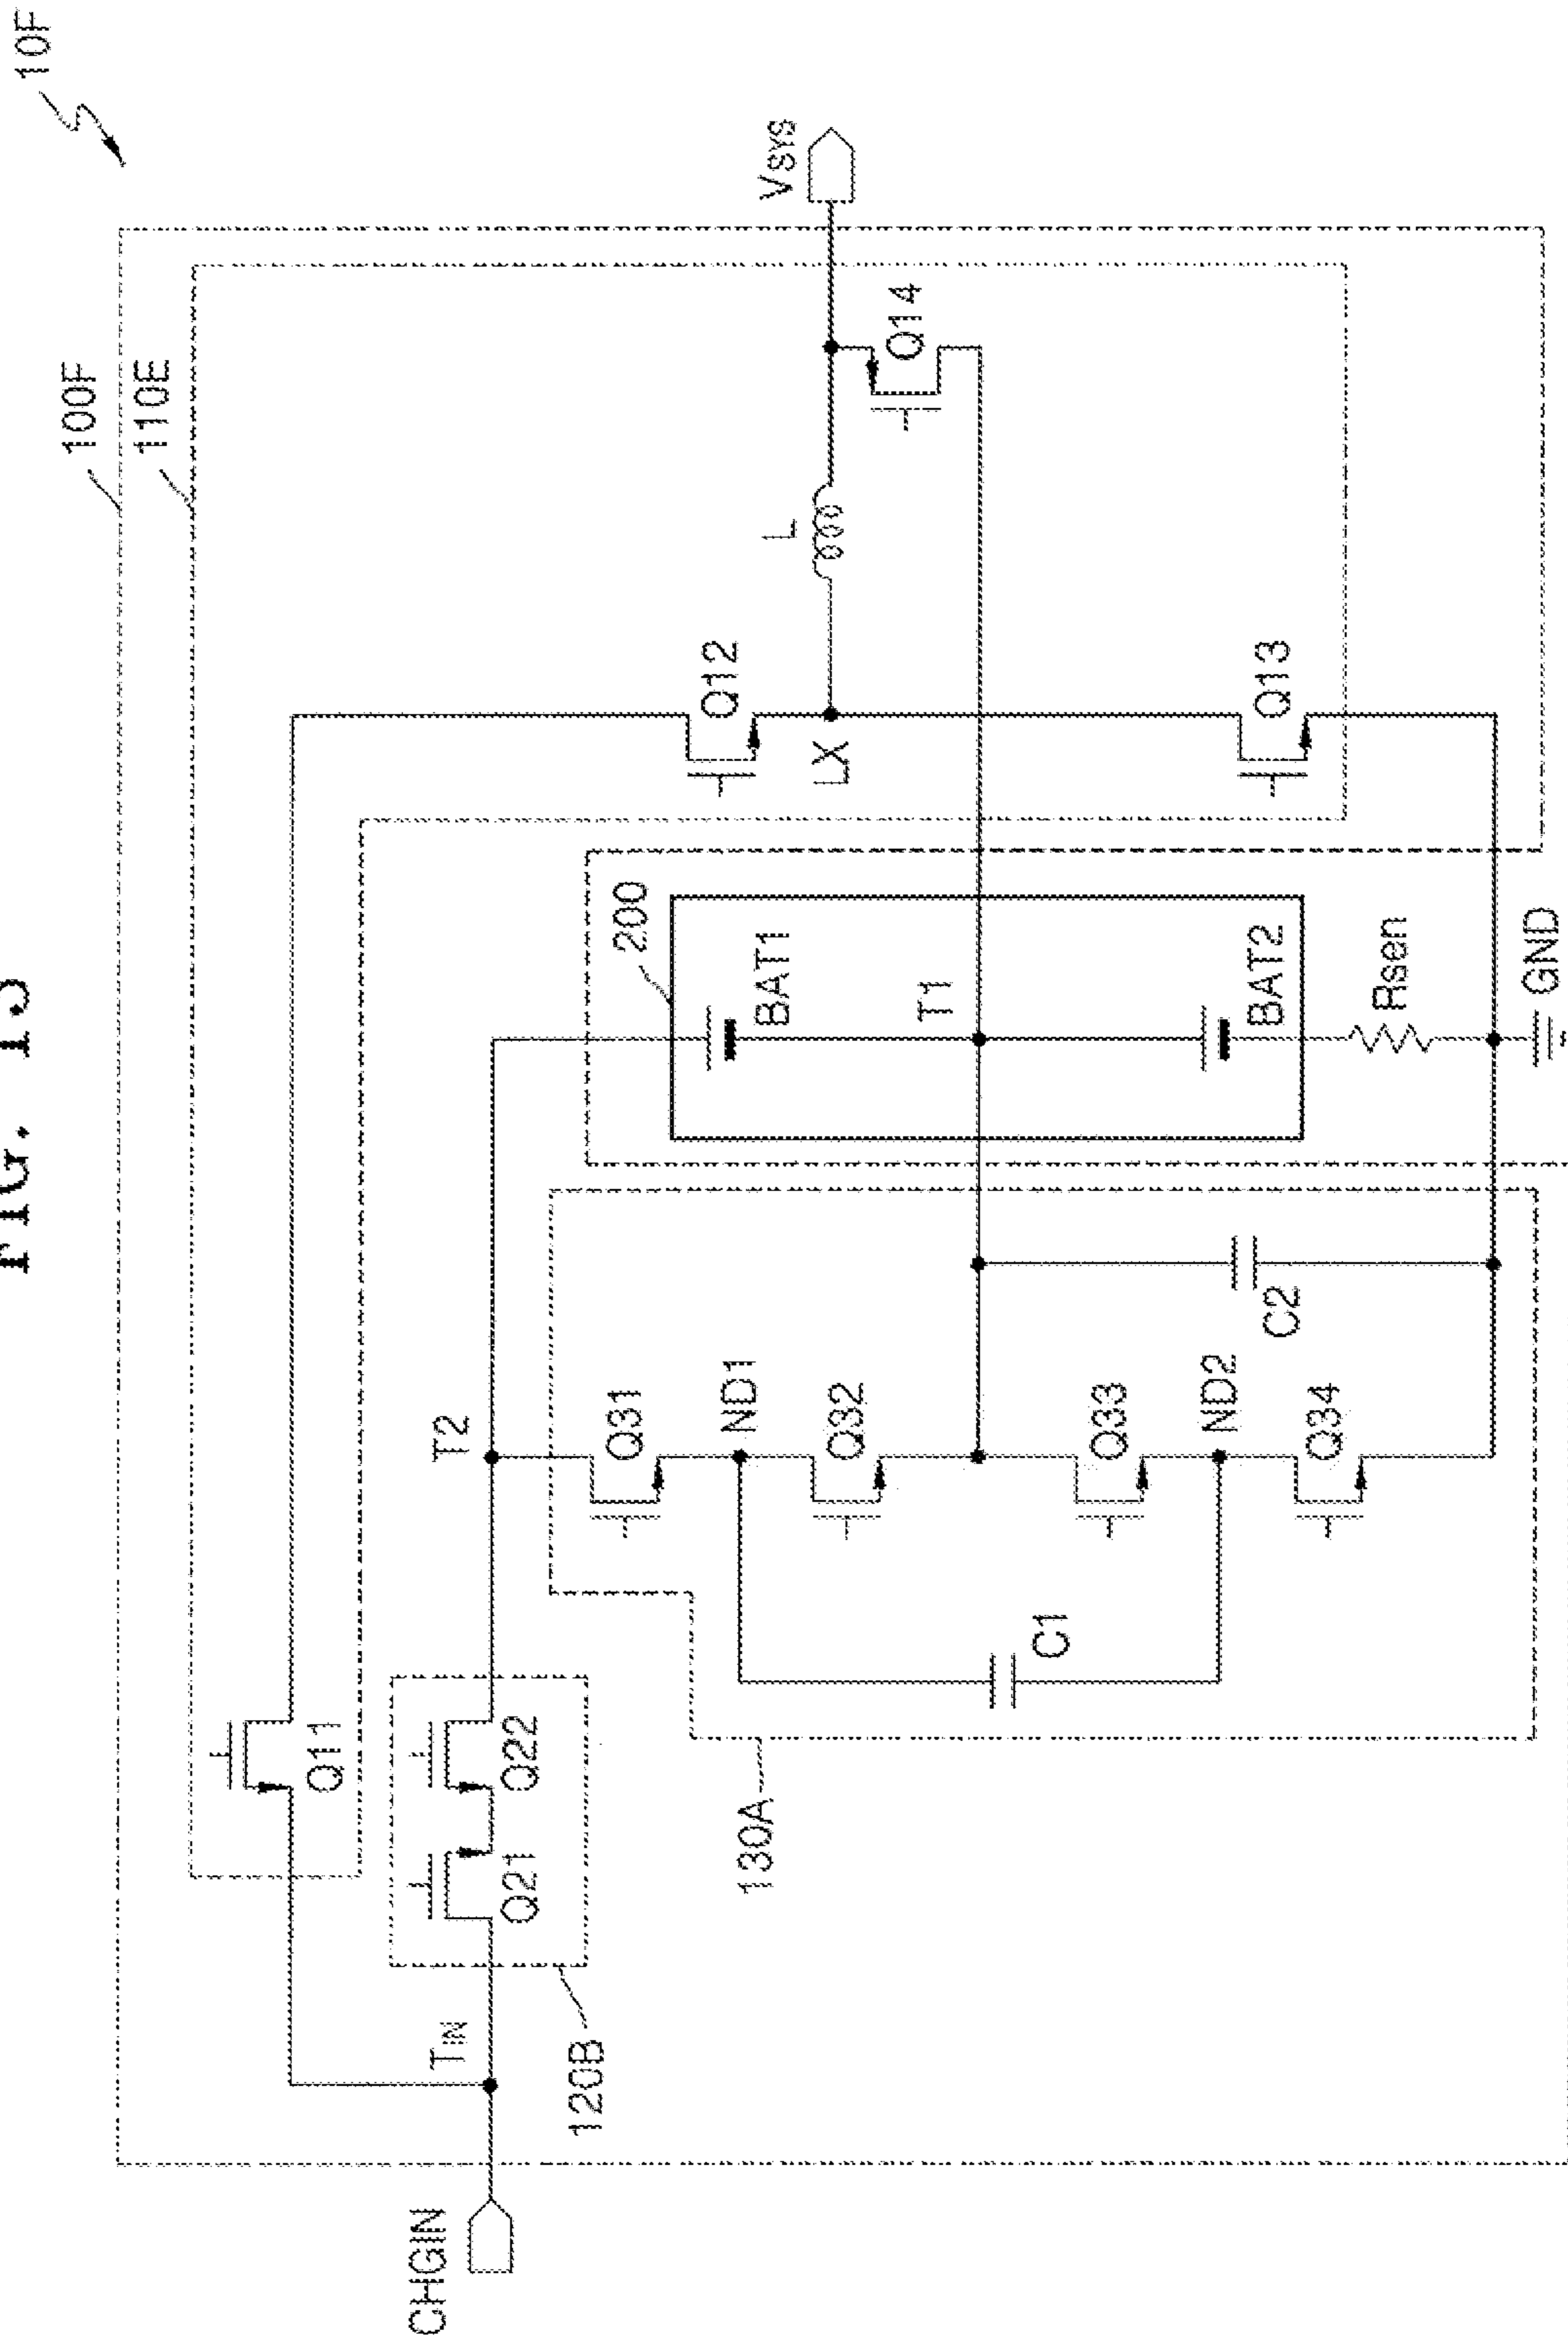 FIG.
10F
100F
110E
Q11
CHGIN
TIN
T2
Q21
Q22
120B
200
Q31
ND1
BAT1
Q12
130A
Q32
LX
L
VSYS
T1
Q14
C1
Q33
ND2
C2
BAT2
Q13
Q34
Rsen
GND